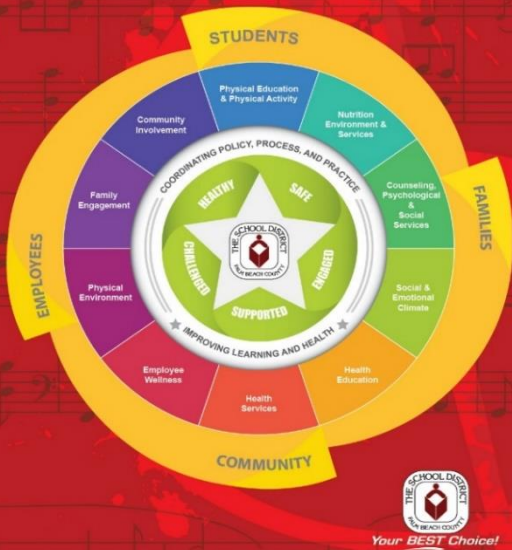 STUDENTS
Physical Education
& Physical Activity
Nutrition
Environment &
Services
Counseling,
Psychological
&
Social
Services
Social &
Emotional
Climate
Health
Education
Health
Services
Employee
Wellness
Physical
Environment
Family
Engagement
Community
Involvement
FAMILIES
COMMUNITY
EMPLOYEES
COORDINATING POLICY, PROCESS, AND PRACTICE
IMPROVING LEARNING AND HEALTH
HEALTHY
SAFE
ENGAGED
SUPPORTED
CHALLENGED
THE SCHOOL DISTRICT
PALM BEACH COUNTY
THE SCHOOL DISTRICT
PALM BEACH COUNTY
Your BEST Choice!